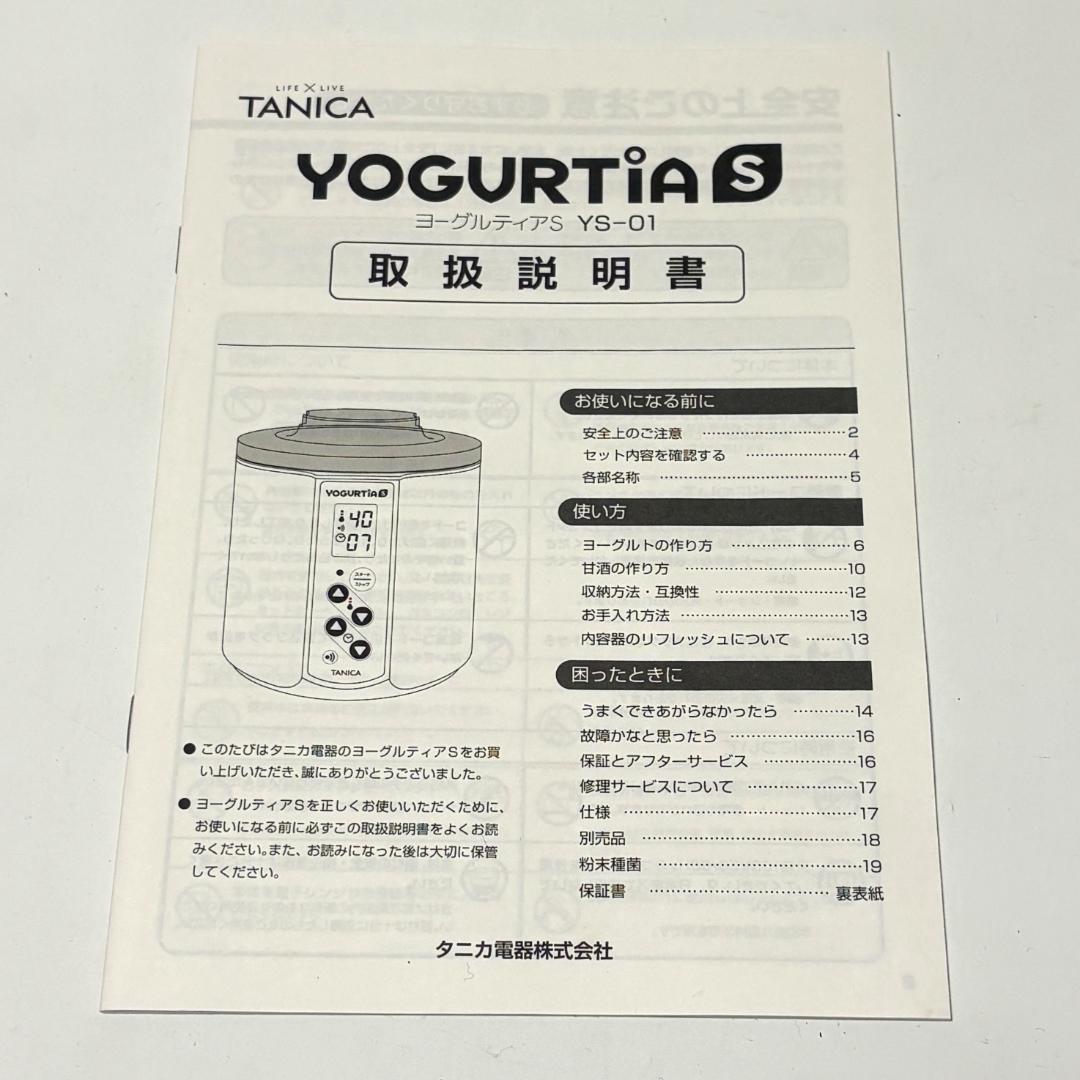 LIFE×LIVE
TANICA
YOGURTiA S
ヨーグルティアS YS-01
取扱説明書
YOGURTiA S
40
07
スタート
ストップ
TANICA
お使いになる前に
安全上のご注意 …………………………2
セット内容を確認する ………………4
各部名称 …………………………………5
使い方
ヨーグルトの作り方 ……………………6
甘酒の作り方 ……………………………10
収納方法・互換性 ………………………12
お手入れ方法 ……………………………13
内容器のリフレッシュについて ………13
困ったときに
うまくできあがらなかったら …………14
故障かなと思ったら ……………………16
保証とアフターサービス ………………16
修理サービスについて …………………17
仕様 ………………………………………17
別売品 ……………………………………18
粉末種菌 …………………………………19
保証書 ……………………………… 裏表紙
● このたびはタニカ電器のヨーグルティアSをお買
い上げいただき、誠にありがとうございました。
● ヨーグルティアSを正しくお使いいただくために、
お使いになる前に必ずこの取扱説明書をよくお読
みください。また、お読みになった後は大切に保管
してください。
タニカ電器株式会社